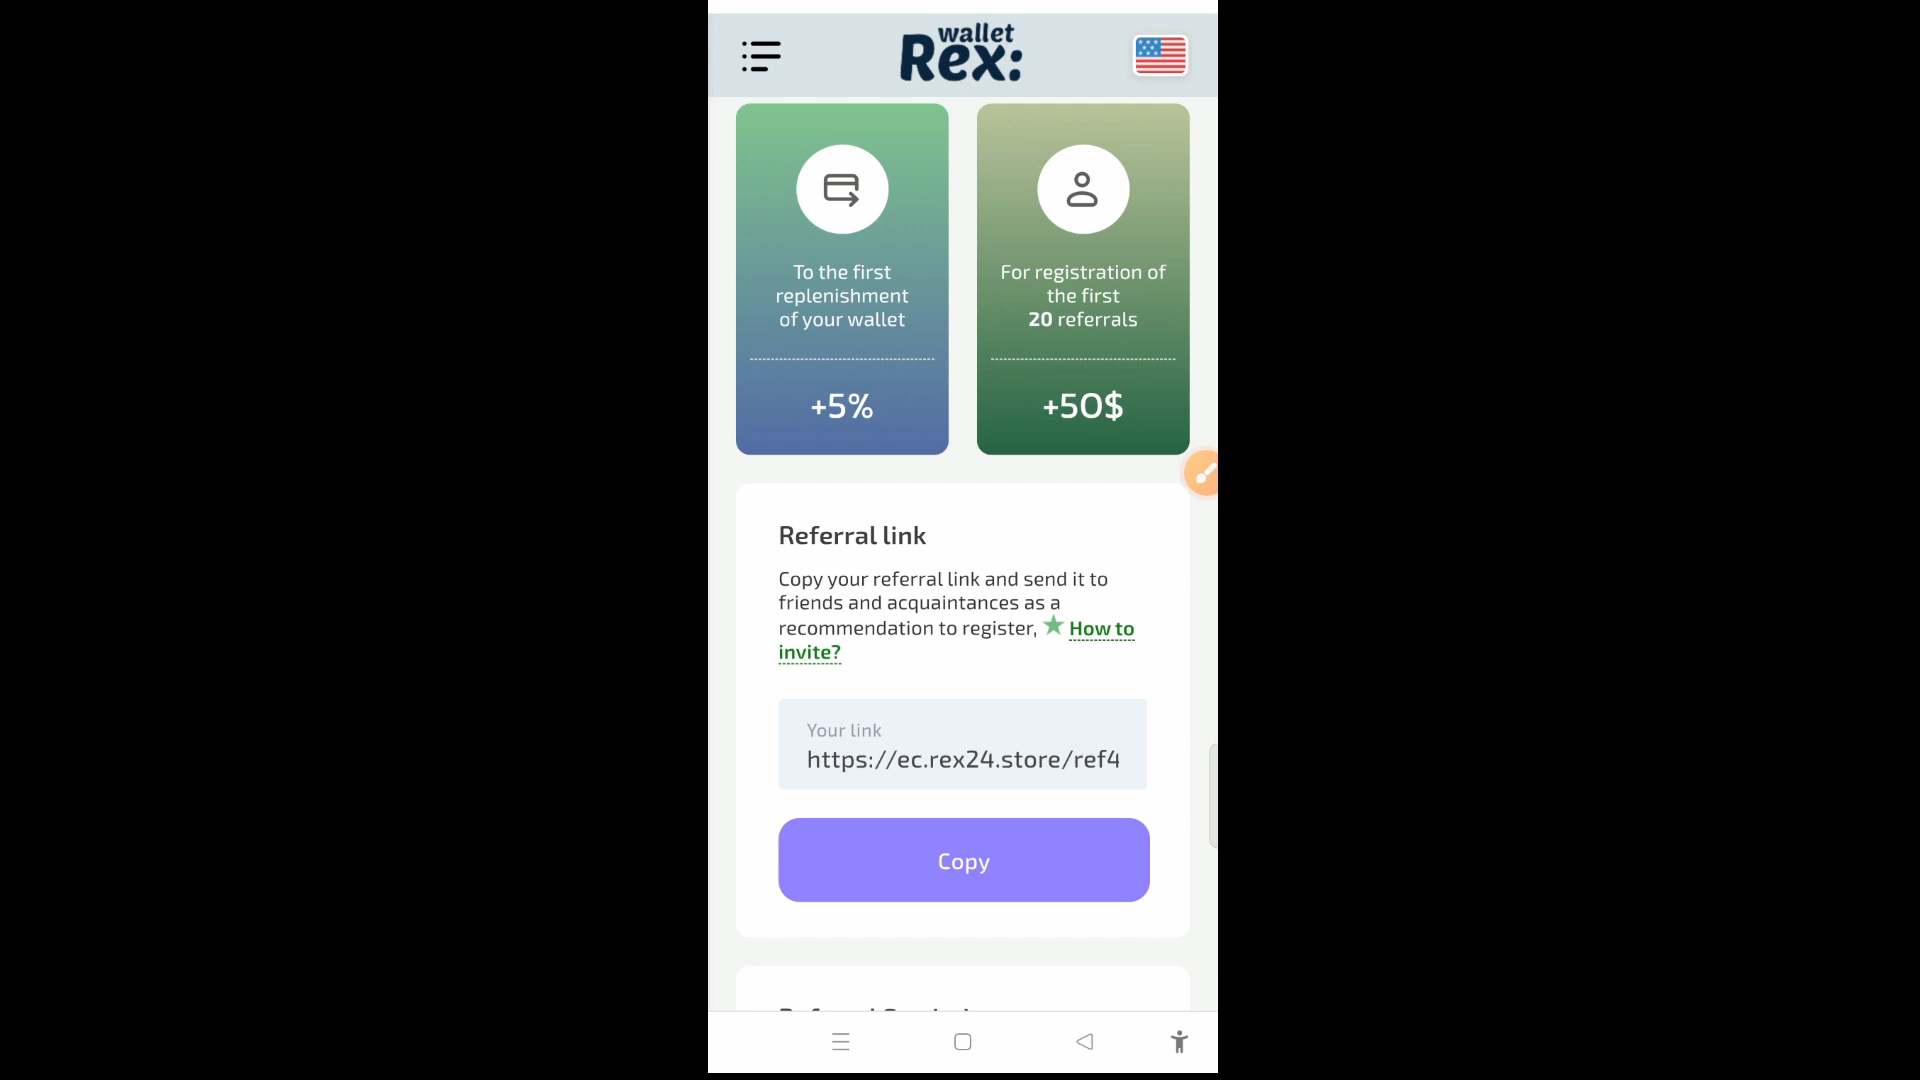 wallet
Rex:
To the first
replenishment
of your wallet
+5%
For registration of
the first
20 referrals
+50$
Referral link
Copy your referral link and send it to
friends and acquaintances as a
recommendation to register, ★ How to
invite?
Your link
https://ec.rex24.store/ref4
Copy